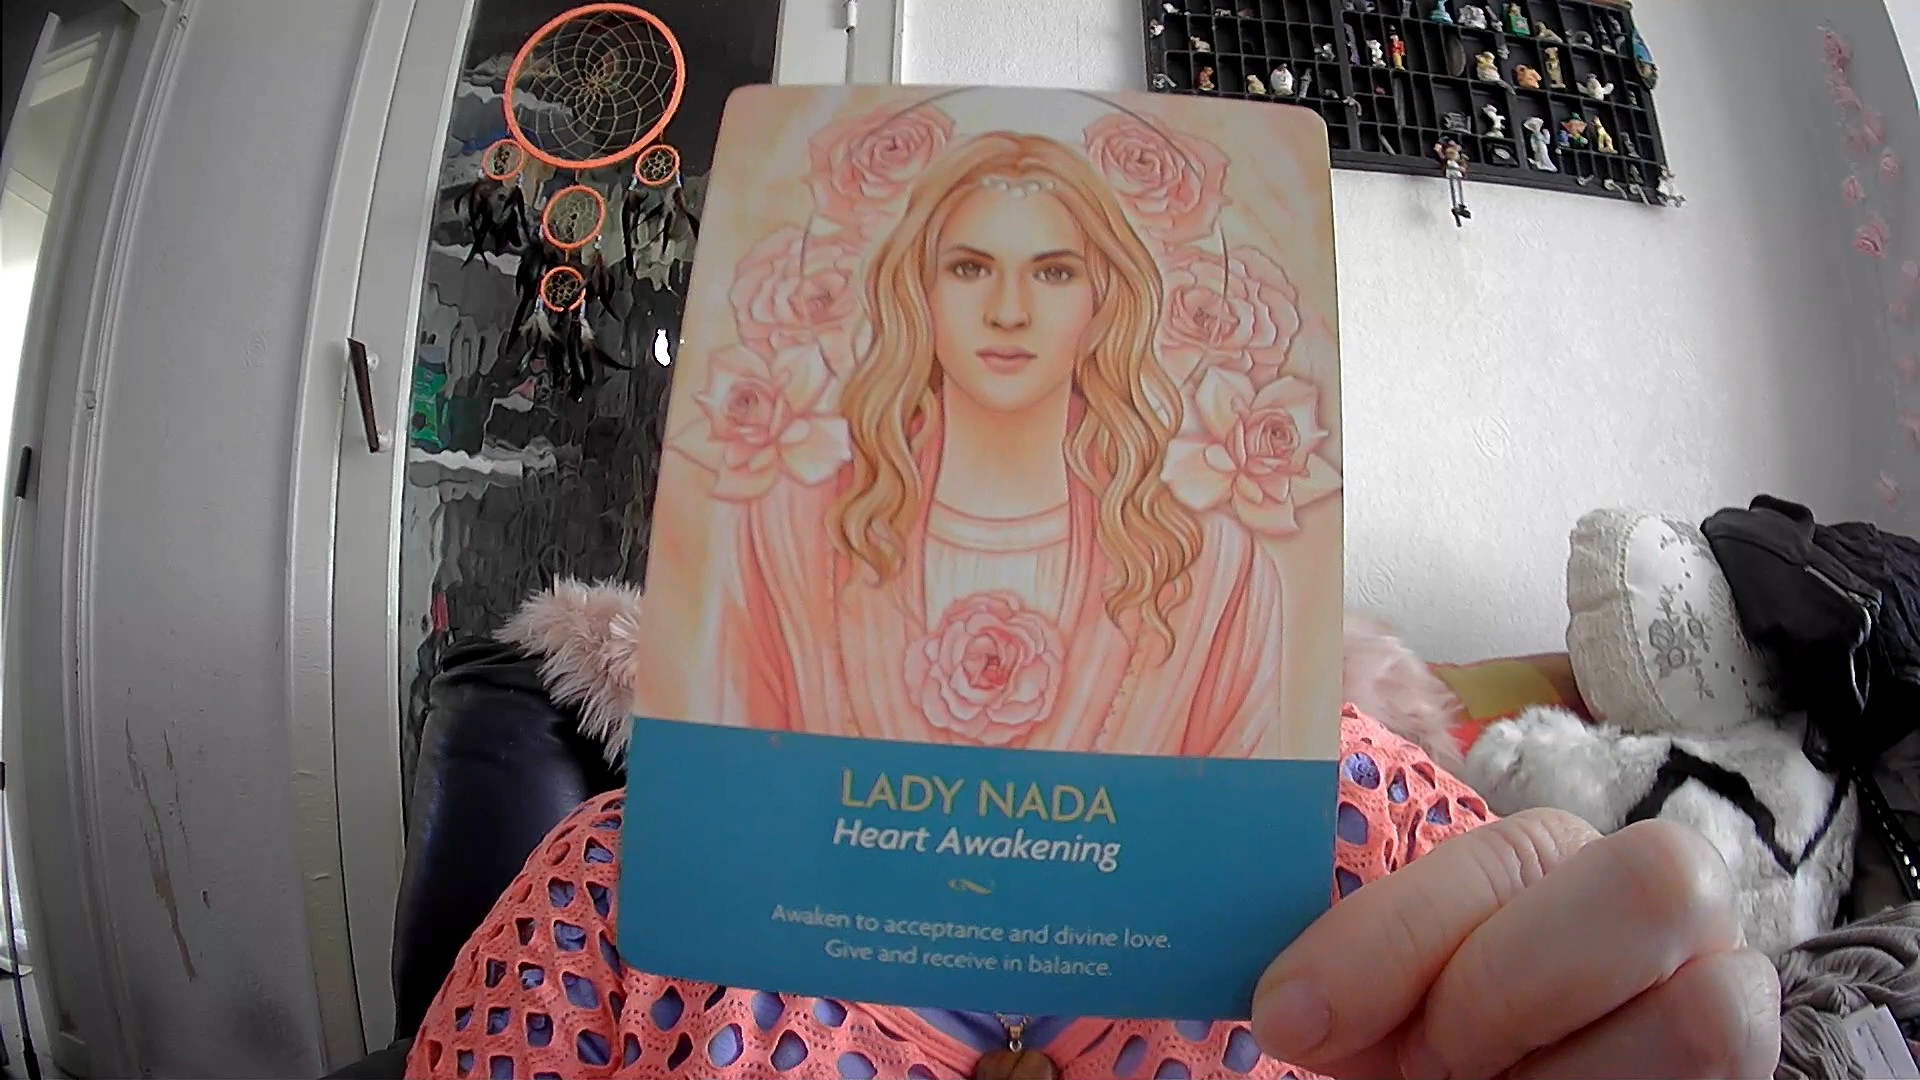 LADY NADA
Heart Awakening
Awaken to acceptance and divine love.
Give and receive in balance.